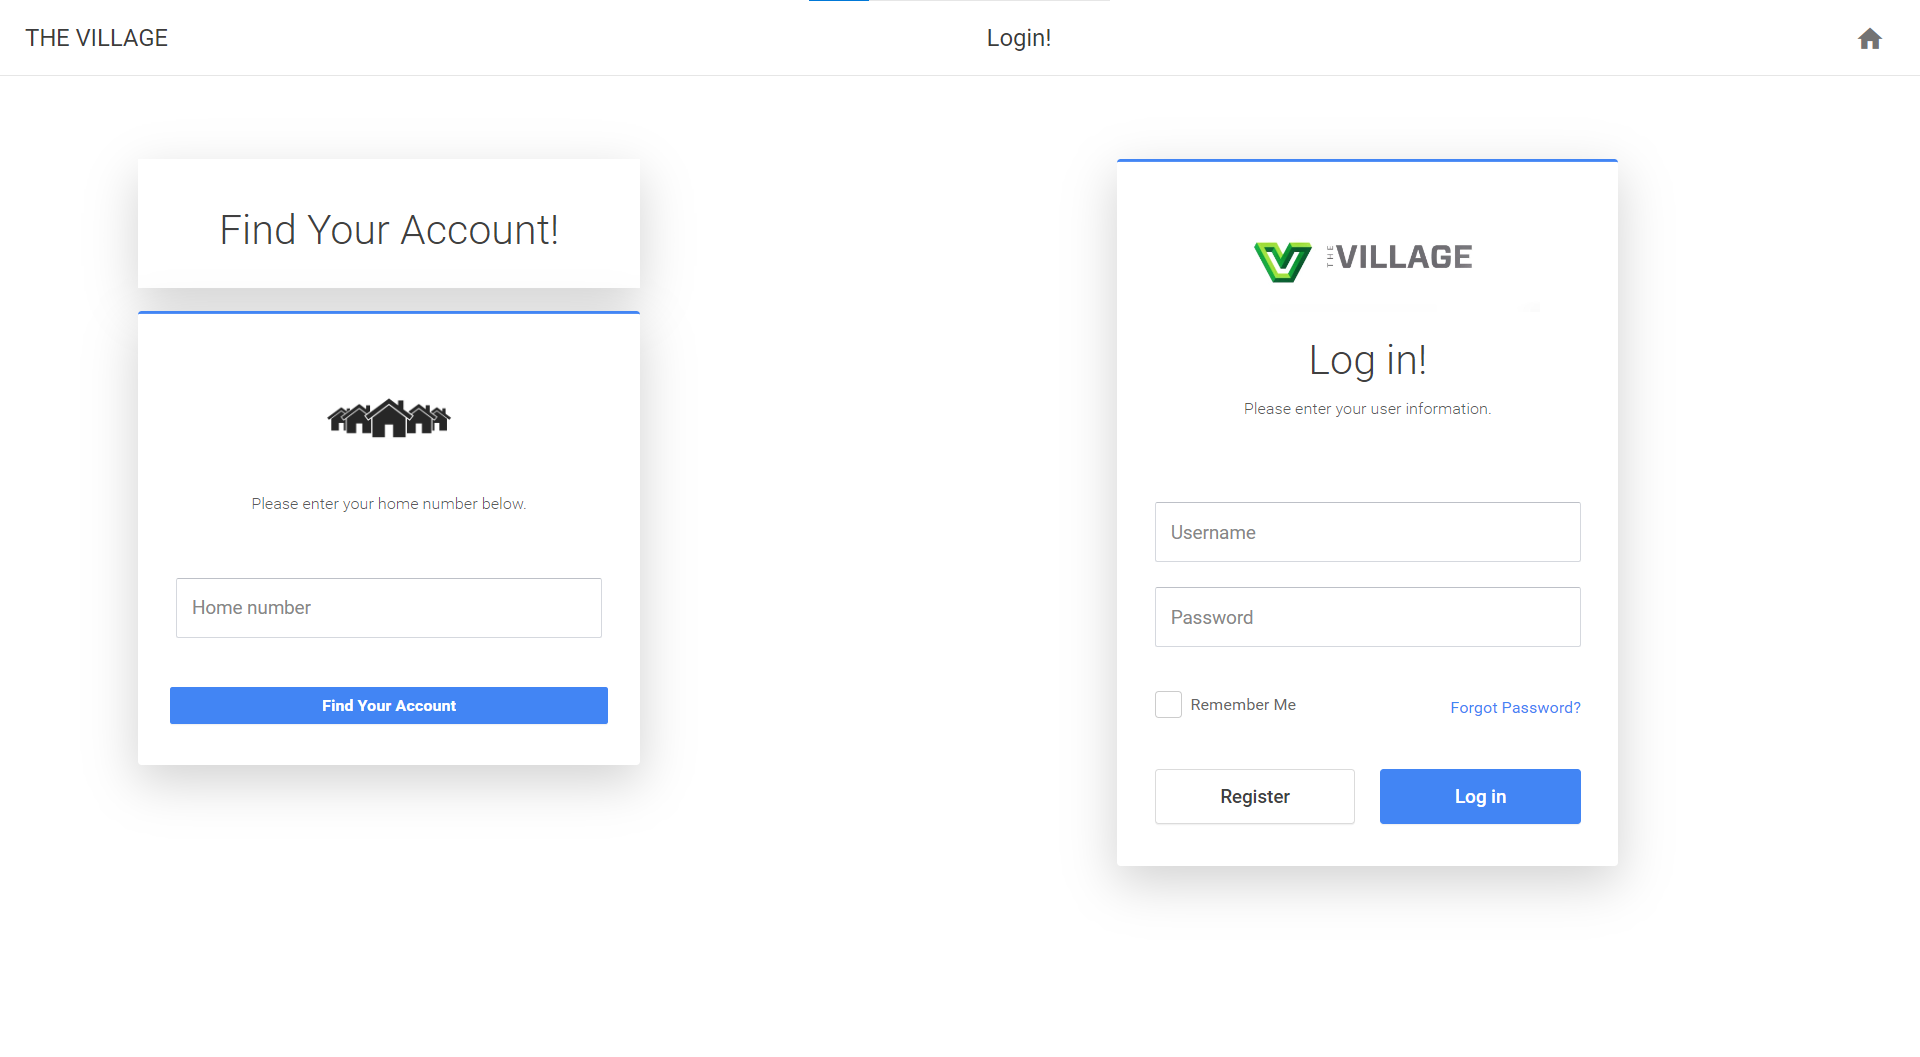 THE VILLAGE
Login!
Find Your Account!
Please enter your home number below.
Home number
Find Your Account
THE VILLAGE
Log in!
Please enter your user information.
Username
Password
Remember Me
Forgot Password?
Register
Log in